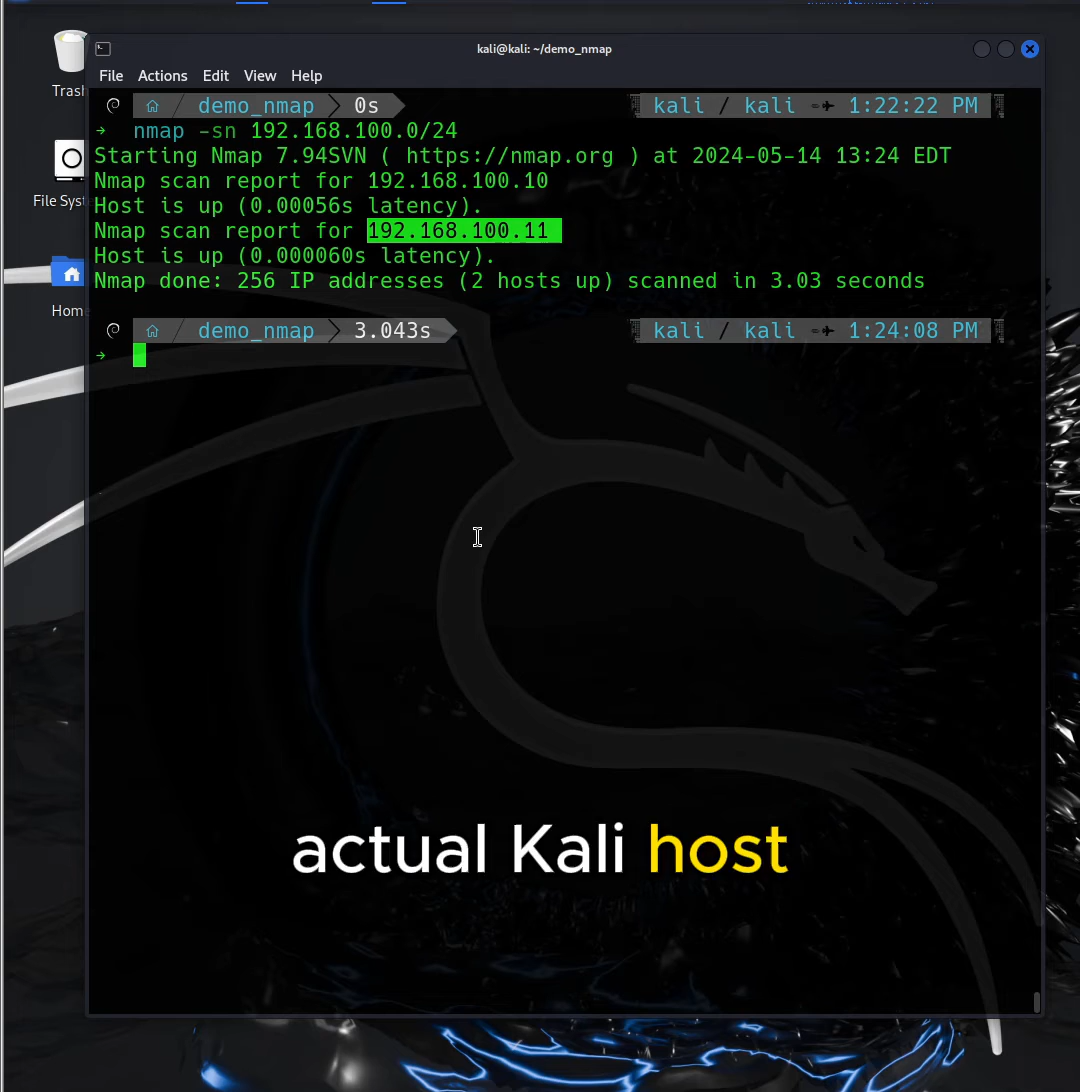 kali@kali: ~/demo_nmap
File Actions Edit View Help
Trash
File Syst
Home
demo_nmap 0s kali / kali 1:22:22 PM
→ nmap -sn 192.168.100.0/24
Starting Nmap 7.94SVN ( https://nmap.org ) at 2024-05-14 13:24 EDT
Nmap scan report for 192.168.100.10
Host is up (0.00056s latency).
Nmap scan report for 192.168.100.11
Host is up (0.000060s latency).
Nmap done: 256 IP addresses (2 hosts up) scanned in 3.03 seconds
demo_nmap 3.043s kali / kali 1:24:08 PM
→
actual Kali host